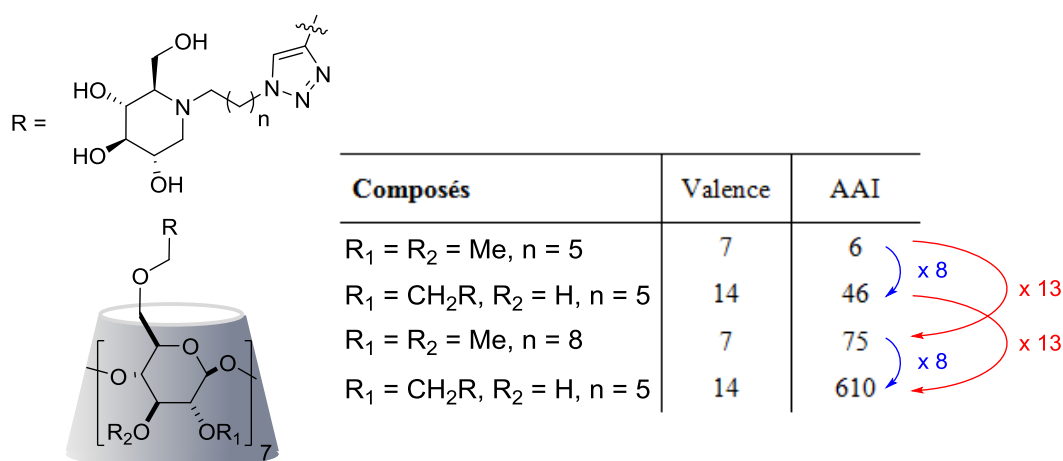 OH
HO
N
N
N
N
n
R =
HO
OH
OH
R
O
O
O
O
R₂O
OR₁
7
Composés Valence AAI
R₁ = R₂ = Me, n = 5 7 6
x 8
R₁ = CH₂R, R₂ = H, n = 5 14 46
x 13
R₁ = R₂ = Me, n = 8 7 75
x 13
x 8
R₁ = CH₂R, R₂ = H, n = 5 14 610